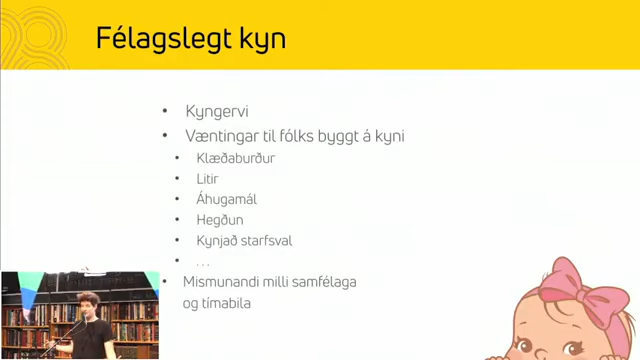 Félagslegt kyn
Kyngervi
Væntingar til fólks byggt á kyni
Klæðaburður
Litir
Áhugamál
Hegðun
Kynjað starfsval
...
Mismunandi milli samfélaga
og tímabila